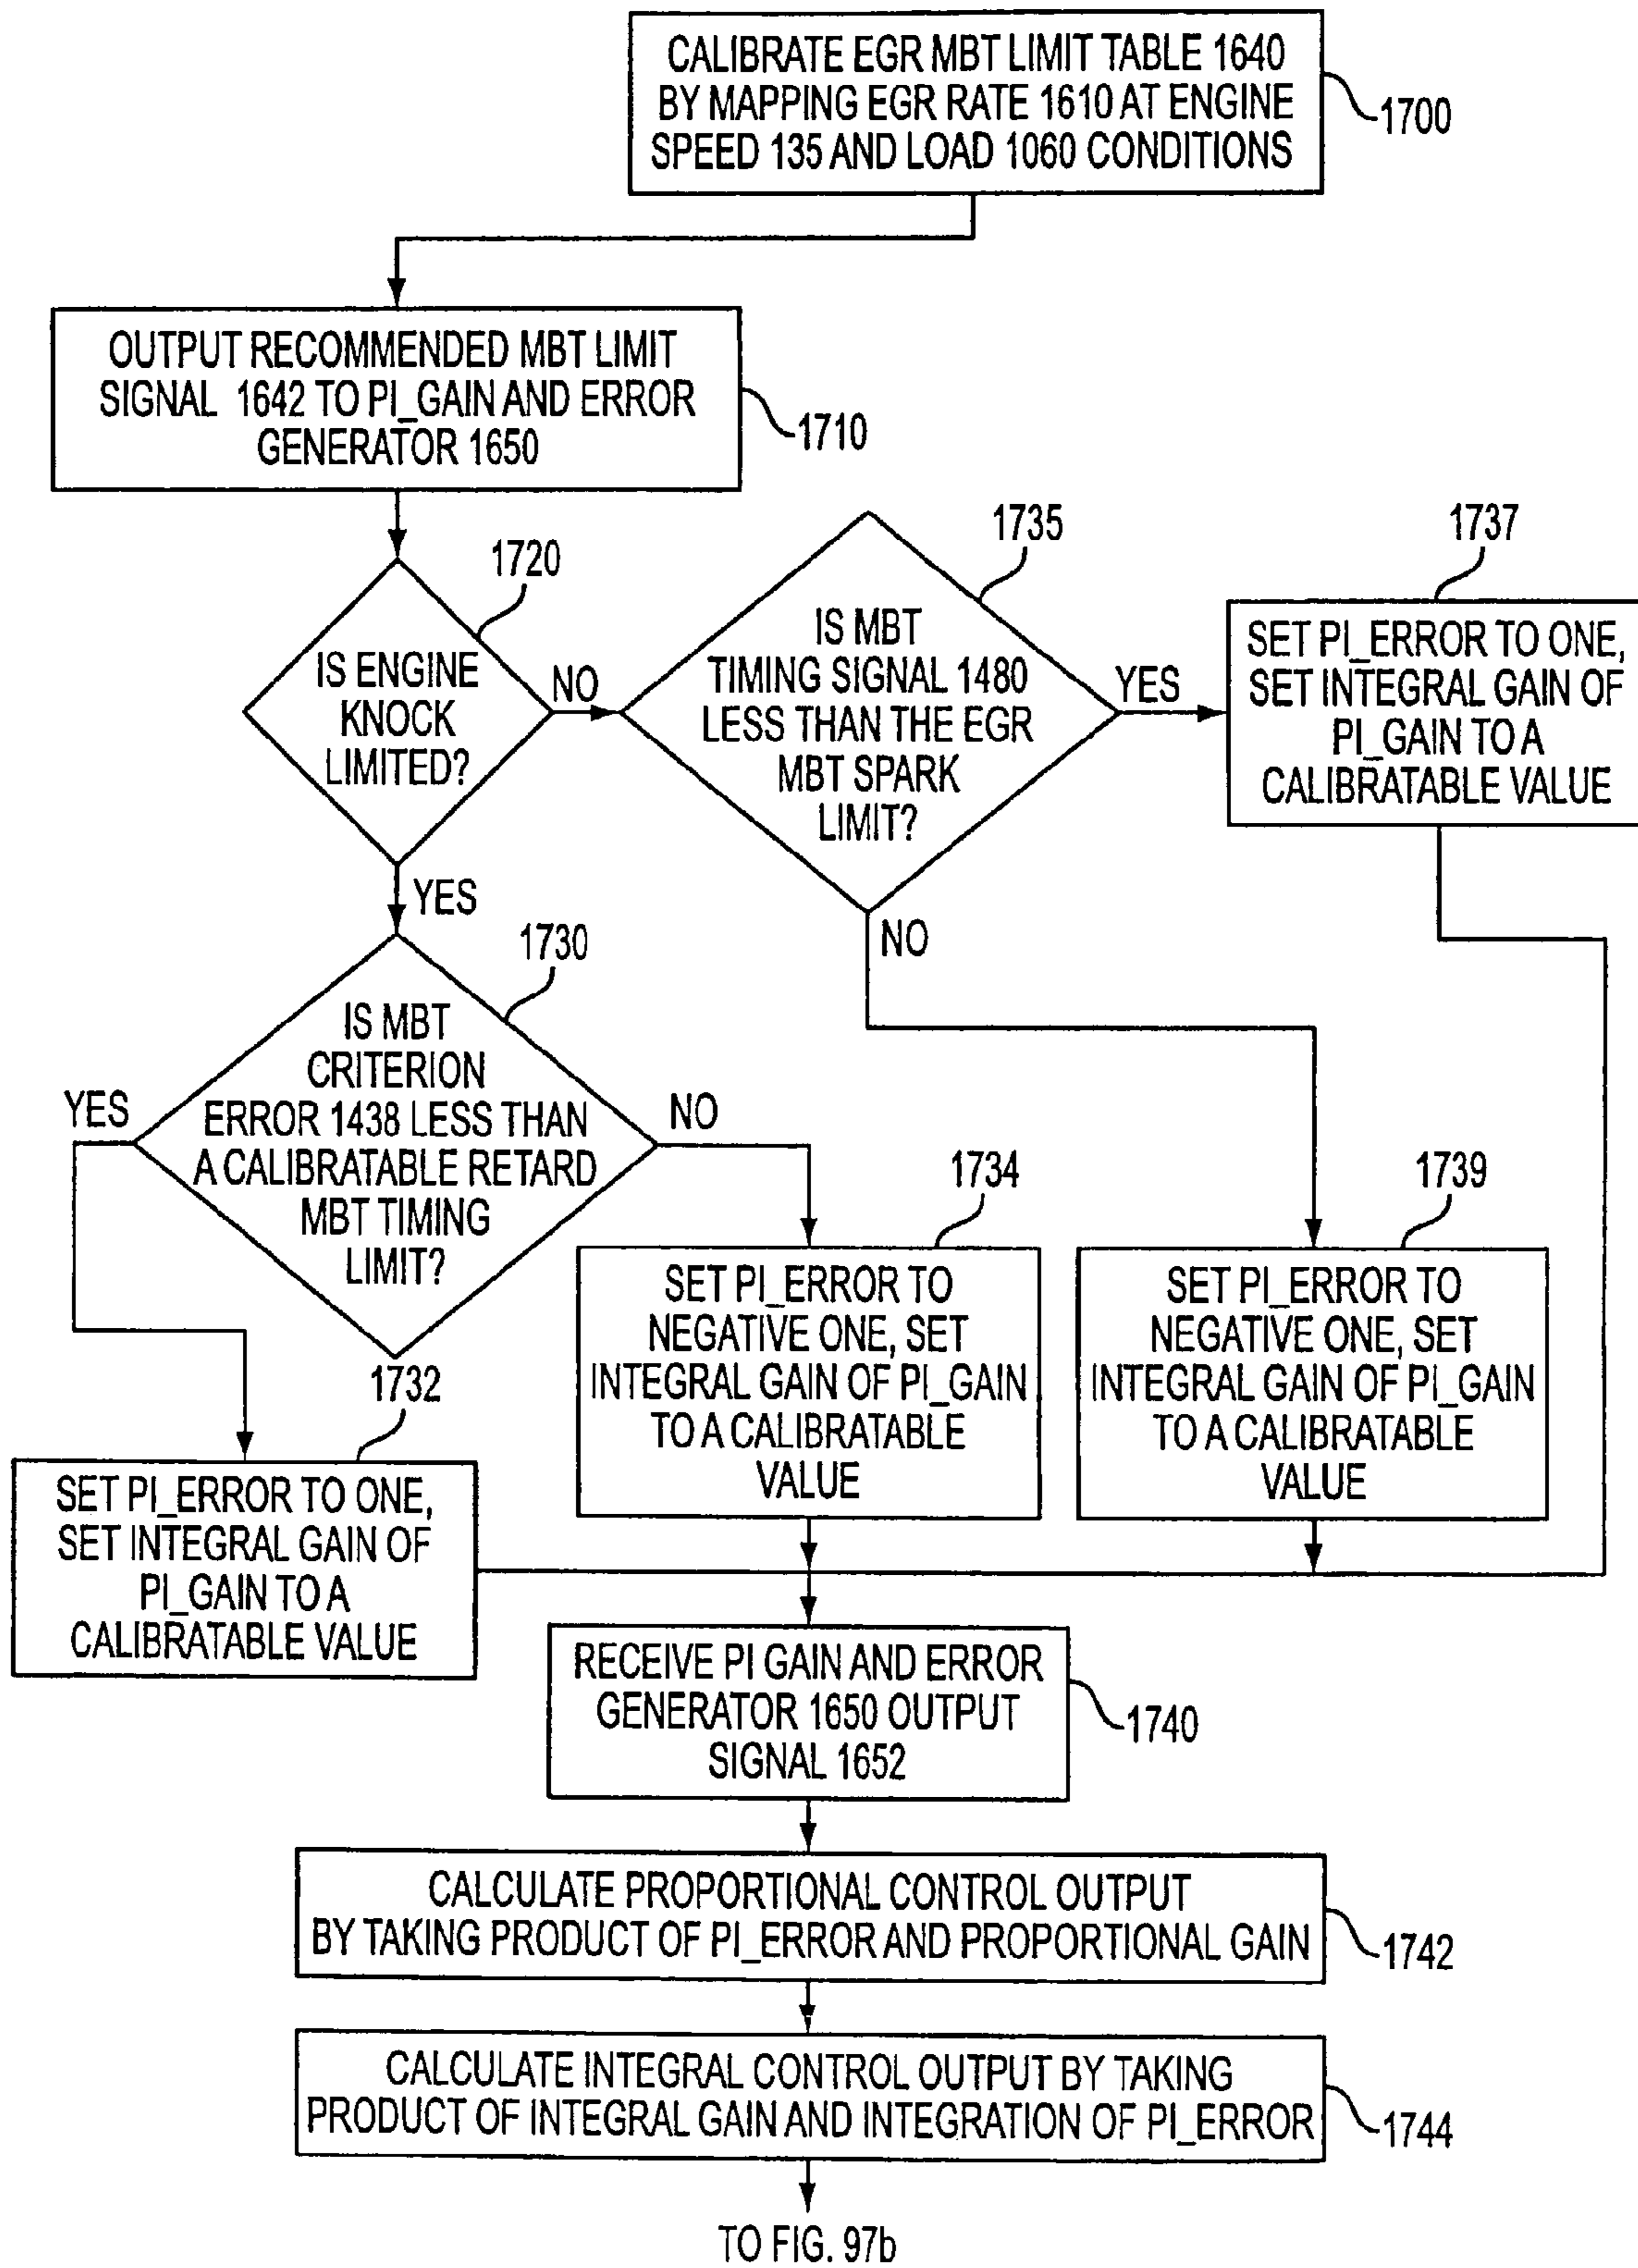 CALIBRATE EGR MBT LIMIT TABLE 1640
BY MAPPING EGR RATE 1610 AT ENGINE
SPEED 135 AND LOAD 1060 CONDITIONS
1700
OUTPUT RECOMMENDED MBT LIMIT
SIGNAL 1642 TO PI_GAIN AND ERROR
GENERATOR 1650
1710
1720
IS ENGINE
KNOCK
LIMITED?
NO
YES
1735
IS MBT
TIMING SIGNAL 1480
LESS THAN THE EGR
MBT SPARK
LIMIT?
YES
NO
1737
SET PI_ERROR TO ONE,
SET INTEGRAL GAIN OF
PI_GAIN TO A
CALIBRATABLE VALUE
1730
IS MBT
CRITERION
ERROR 1438 LESS THAN
A CALIBRATABLE RETARD
MBT TIMING
LIMIT?
YES
NO
1732
SET PI_ERROR TO ONE,
SET INTEGRAL GAIN OF
PI_GAIN TO A
CALIBRATABLE VALUE
1734
SET PI_ERROR TO
NEGATIVE ONE, SET
INTEGRAL GAIN OF PI_GAIN
TO A CALIBRATABLE
VALUE
1739
SET PI_ERROR TO
NEGATIVE ONE, SET
INTEGRAL GAIN OF PI_GAIN
TO A CALIBRATABLE
VALUE
RECEIVE PI GAIN AND ERROR
GENERATOR 1650 OUTPUT
SIGNAL 1652
1740
CALCULATE PROPORTIONAL CONTROL OUTPUT
BY TAKING PRODUCT OF PI_ERROR AND PROPORTIONAL GAIN
1742
CALCULATE INTEGRAL CONTROL OUTPUT BY TAKING
PRODUCT OF INTEGRAL GAIN AND INTEGRATION OF PI_ERROR
1744
TO FIG. 97b